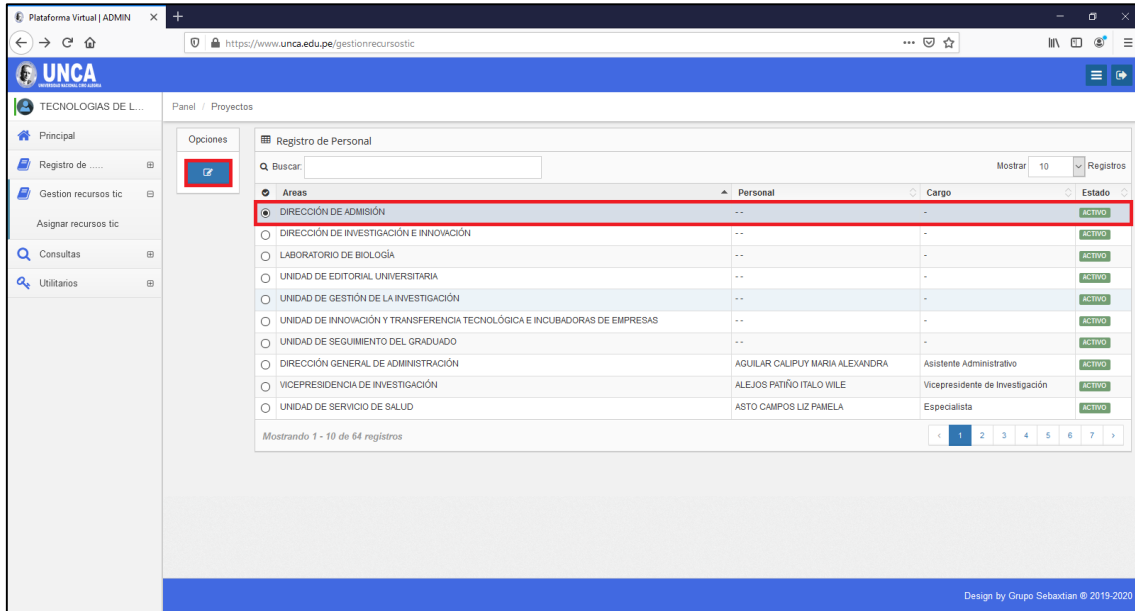 Plataforma Virtual | ADMIN
https://www.unca.edu.pe/gestionrecursostic
UNCA
UNIVERSIDAD NACIONAL CIRO ALEGRIA
TECNOLOGIAS DE L...
Panel / Proyectos
Principal
Registro de .....
Gestion recursos tic
Asignar recursos tic
Consultas
Utilitarios
Opciones
Registro de Personal
Buscar:
Mostrar 10 Registros
Areas Personal Cargo Estado
DIRECCIÓN DE ADMISIÓN - - - ACTIVO
DIRECCIÓN DE INVESTIGACIÓN E INNOVACIÓN - - - ACTIVO
LABORATORIO DE BIOLOGÍA - - - ACTIVO
UNIDAD DE EDITORIAL UNIVERSITARIA - - - ACTIVO
UNIDAD DE GESTIÓN DE LA INVESTIGACIÓN - - - ACTIVO
UNIDAD DE INNOVACIÓN Y TRANSFERENCIA TECNOLÓGICA E INCUBADORAS DE EMPRESAS - - - ACTIVO
UNIDAD DE SEGUIMIENTO DEL GRADUADO - - - ACTIVO
DIRECCIÓN GENERAL DE ADMINISTRACIÓN AGUILAR CALIPUY MARIA ALEXANDRA Asistente Administrativo ACTIVO
VICEPRESIDENCIA DE INVESTIGACIÓN ALEJOS PATIÑO ITALO WILE Vicepresidente de Investigación ACTIVO
UNIDAD DE SERVICIO DE SALUD ASTO CAMPOS LIZ PAMELA Especialista ACTIVO
Mostrando 1 - 10 de 64 registros
‹ 1 2 3 4 5 6 7 ›
Design by Grupo Sebaxtian ® 2019-2020